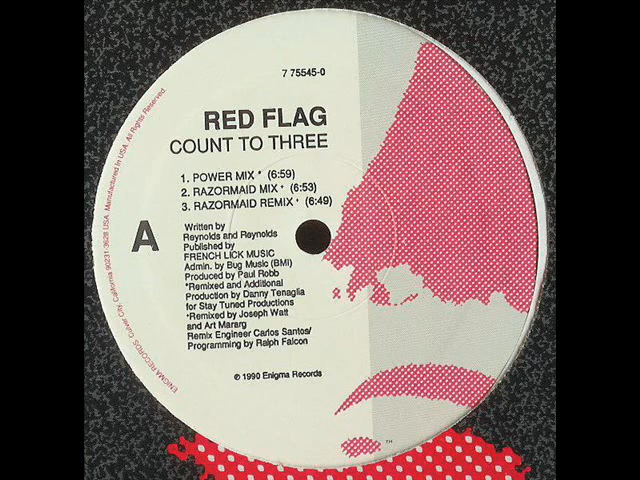 7 75545-0
RED FLAG
COUNT TO THREE
1. POWER MIX * (6:59)
2. RAZORMAID MIX * (6:53)
3. RAZORMAID REMIX * (6:49)
A
Written by
Reynolds and Reynolds
Published by
FRENCH LICK MUSIC
Admin. by Bug Music (BMI)
Produced by Paul Robb
*Remixed and Additional
Production by Danny Tenaglia
for Stay Tuned Productions
*Remixed by Joseph Watt
and Art Mararg
Remix Engineer Carlos Santos/
Programming by Ralph Falcon
℗ 1990 Enigma Records
ENIGMA RECORDS Culver City, California 90231-3628 USA. Manufactured in USA. All Rights Reserved.
™